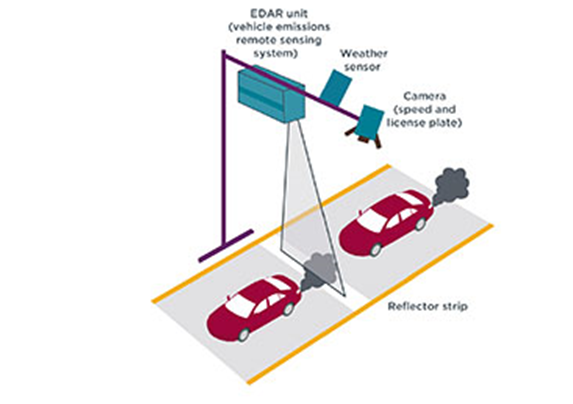 EDAR unit
(vehicle emissions
remote sensing
system)
Weather
sensor
Camera
(speed and
license plate)
Reflector strip